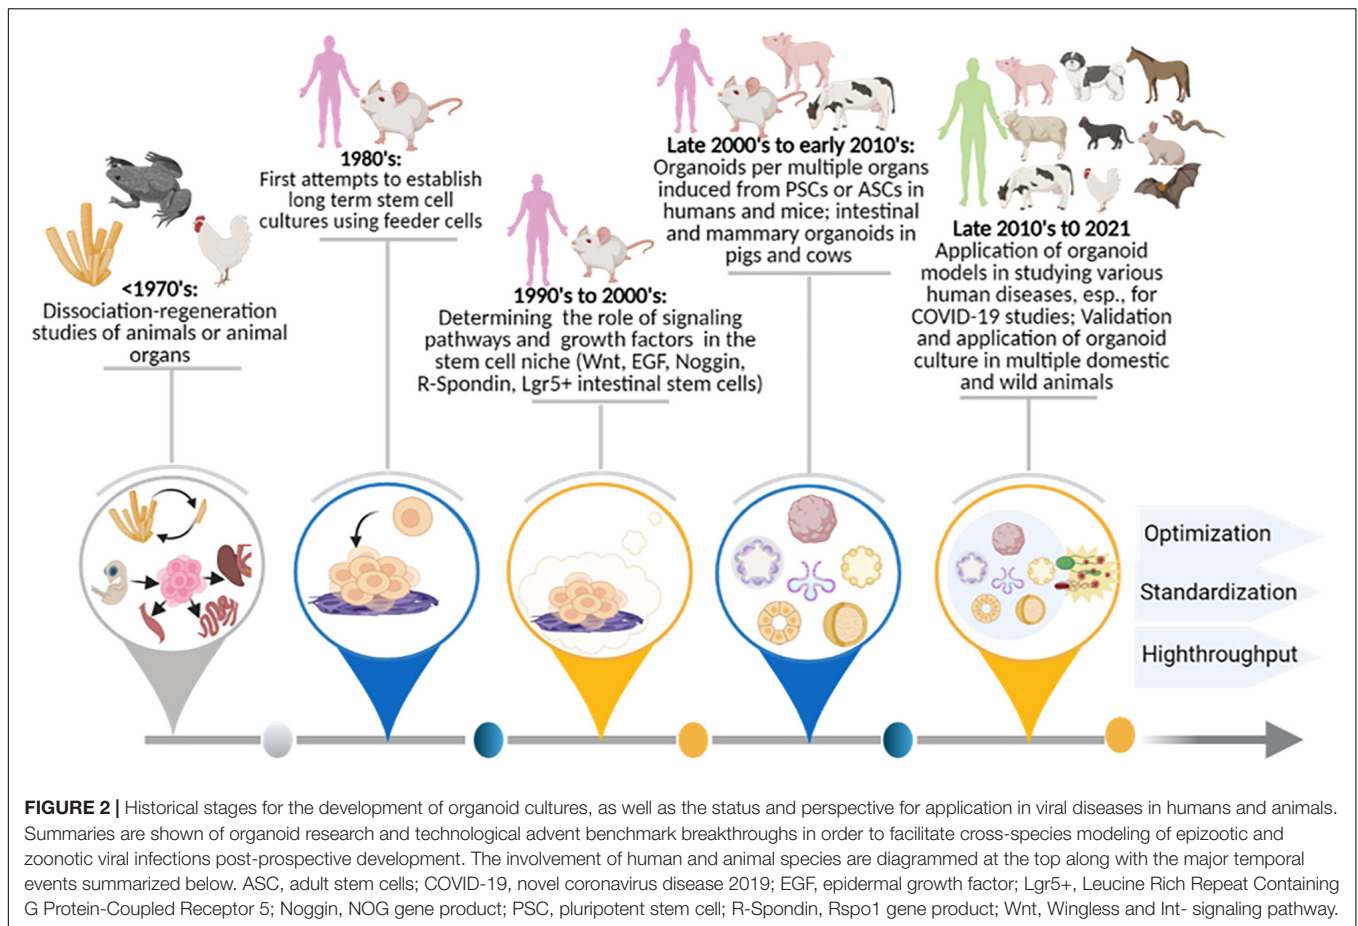 <1970's:
Dissociation-regeneration
studies of animals or animal
organs
1980's:
First attempts to establish
long term stem cell
cultures using feeder cells
1990's to 2000's:
Determining the role of signaling
pathways and growth factors in the
stem cell niche (Wnt, EGF, Noggin,
R-Spondin, Lgr5+ intestinal stem cells)
Late 2000's to early 2010's:
Organoids per multiple organs
induced from PSCs or ASCs in
humans and mice; intestinal
and mammary organoids in
pigs and cows
Late 2010's t0 2021
Application of organoid
models in studying various
human diseases, esp., for
COVID-19 studies; Validation
and application of organoid
culture in multiple domestic
and wild animals
Optimization
Standardization
Highthroughput
FIGURE 2 | Historical stages for the development of organoid cultures, as well as the status and perspective for application in viral diseases in humans and animals.
Summaries are shown of organoid research and technological advent benchmark breakthroughs in order to facilitate cross-species modeling of epizootic and
zoonotic viral infections post-prospective development. The involvement of human and animal species are diagrammed at the top along with the major temporal
events summarized below. ASC, adult stem cells; COVID-19, novel coronavirus disease 2019; EGF, epidermal growth factor; Lgr5+, Leucine Rich Repeat Containing
G Protein-Coupled Receptor 5; Noggin, NOG gene product; PSC, pluripotent stem cell; R-Spondin, Rspo1 gene product; Wnt, Wingless and Int- signaling pathway.